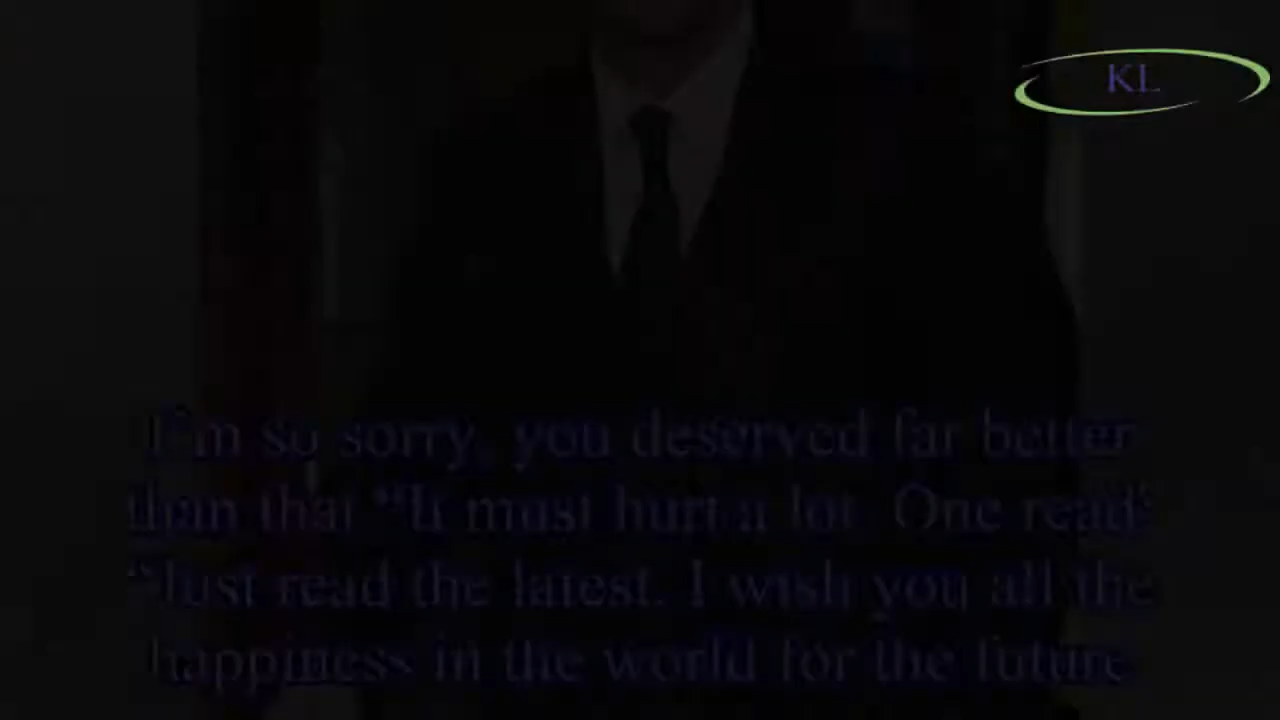 KL
I'm so sorry, you deserved far better
than that “It must hurt a lot. One read”
“Just read the latest. I wish you all the
happiness in the world for the future